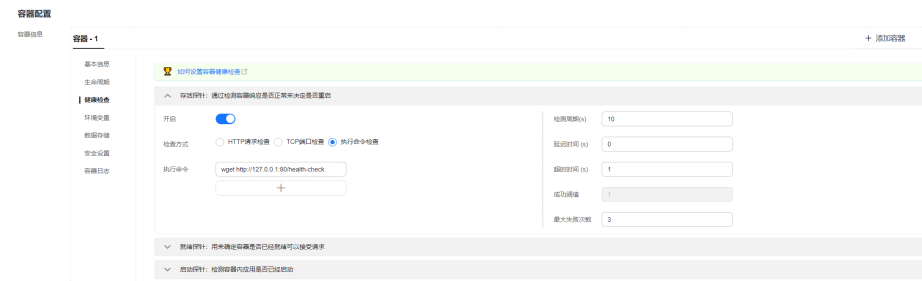 容器配置
容器信息
容器 - 1
+ 添加容器
基本信息
生命周期
健康检查
环境变量
数据存储
安全设置
容器日志
如何设置容器健康检查
存活探针：通过检测容器响应是否正常来决定是否重启
开启
检查方式
HTTP请求检查
TCP端口检查
执行命令检查
执行命令
wget http://127.0.0.1:80/health-check
+
检测周期(s)
10
延迟时间 (s)
0
超时时间 (s)
1
成功阈值
1
最大失败次数
3
就绪探针：用来确定容器是否已经就绪可以接受请求
启动探针：检测容器内应用是否已经启动